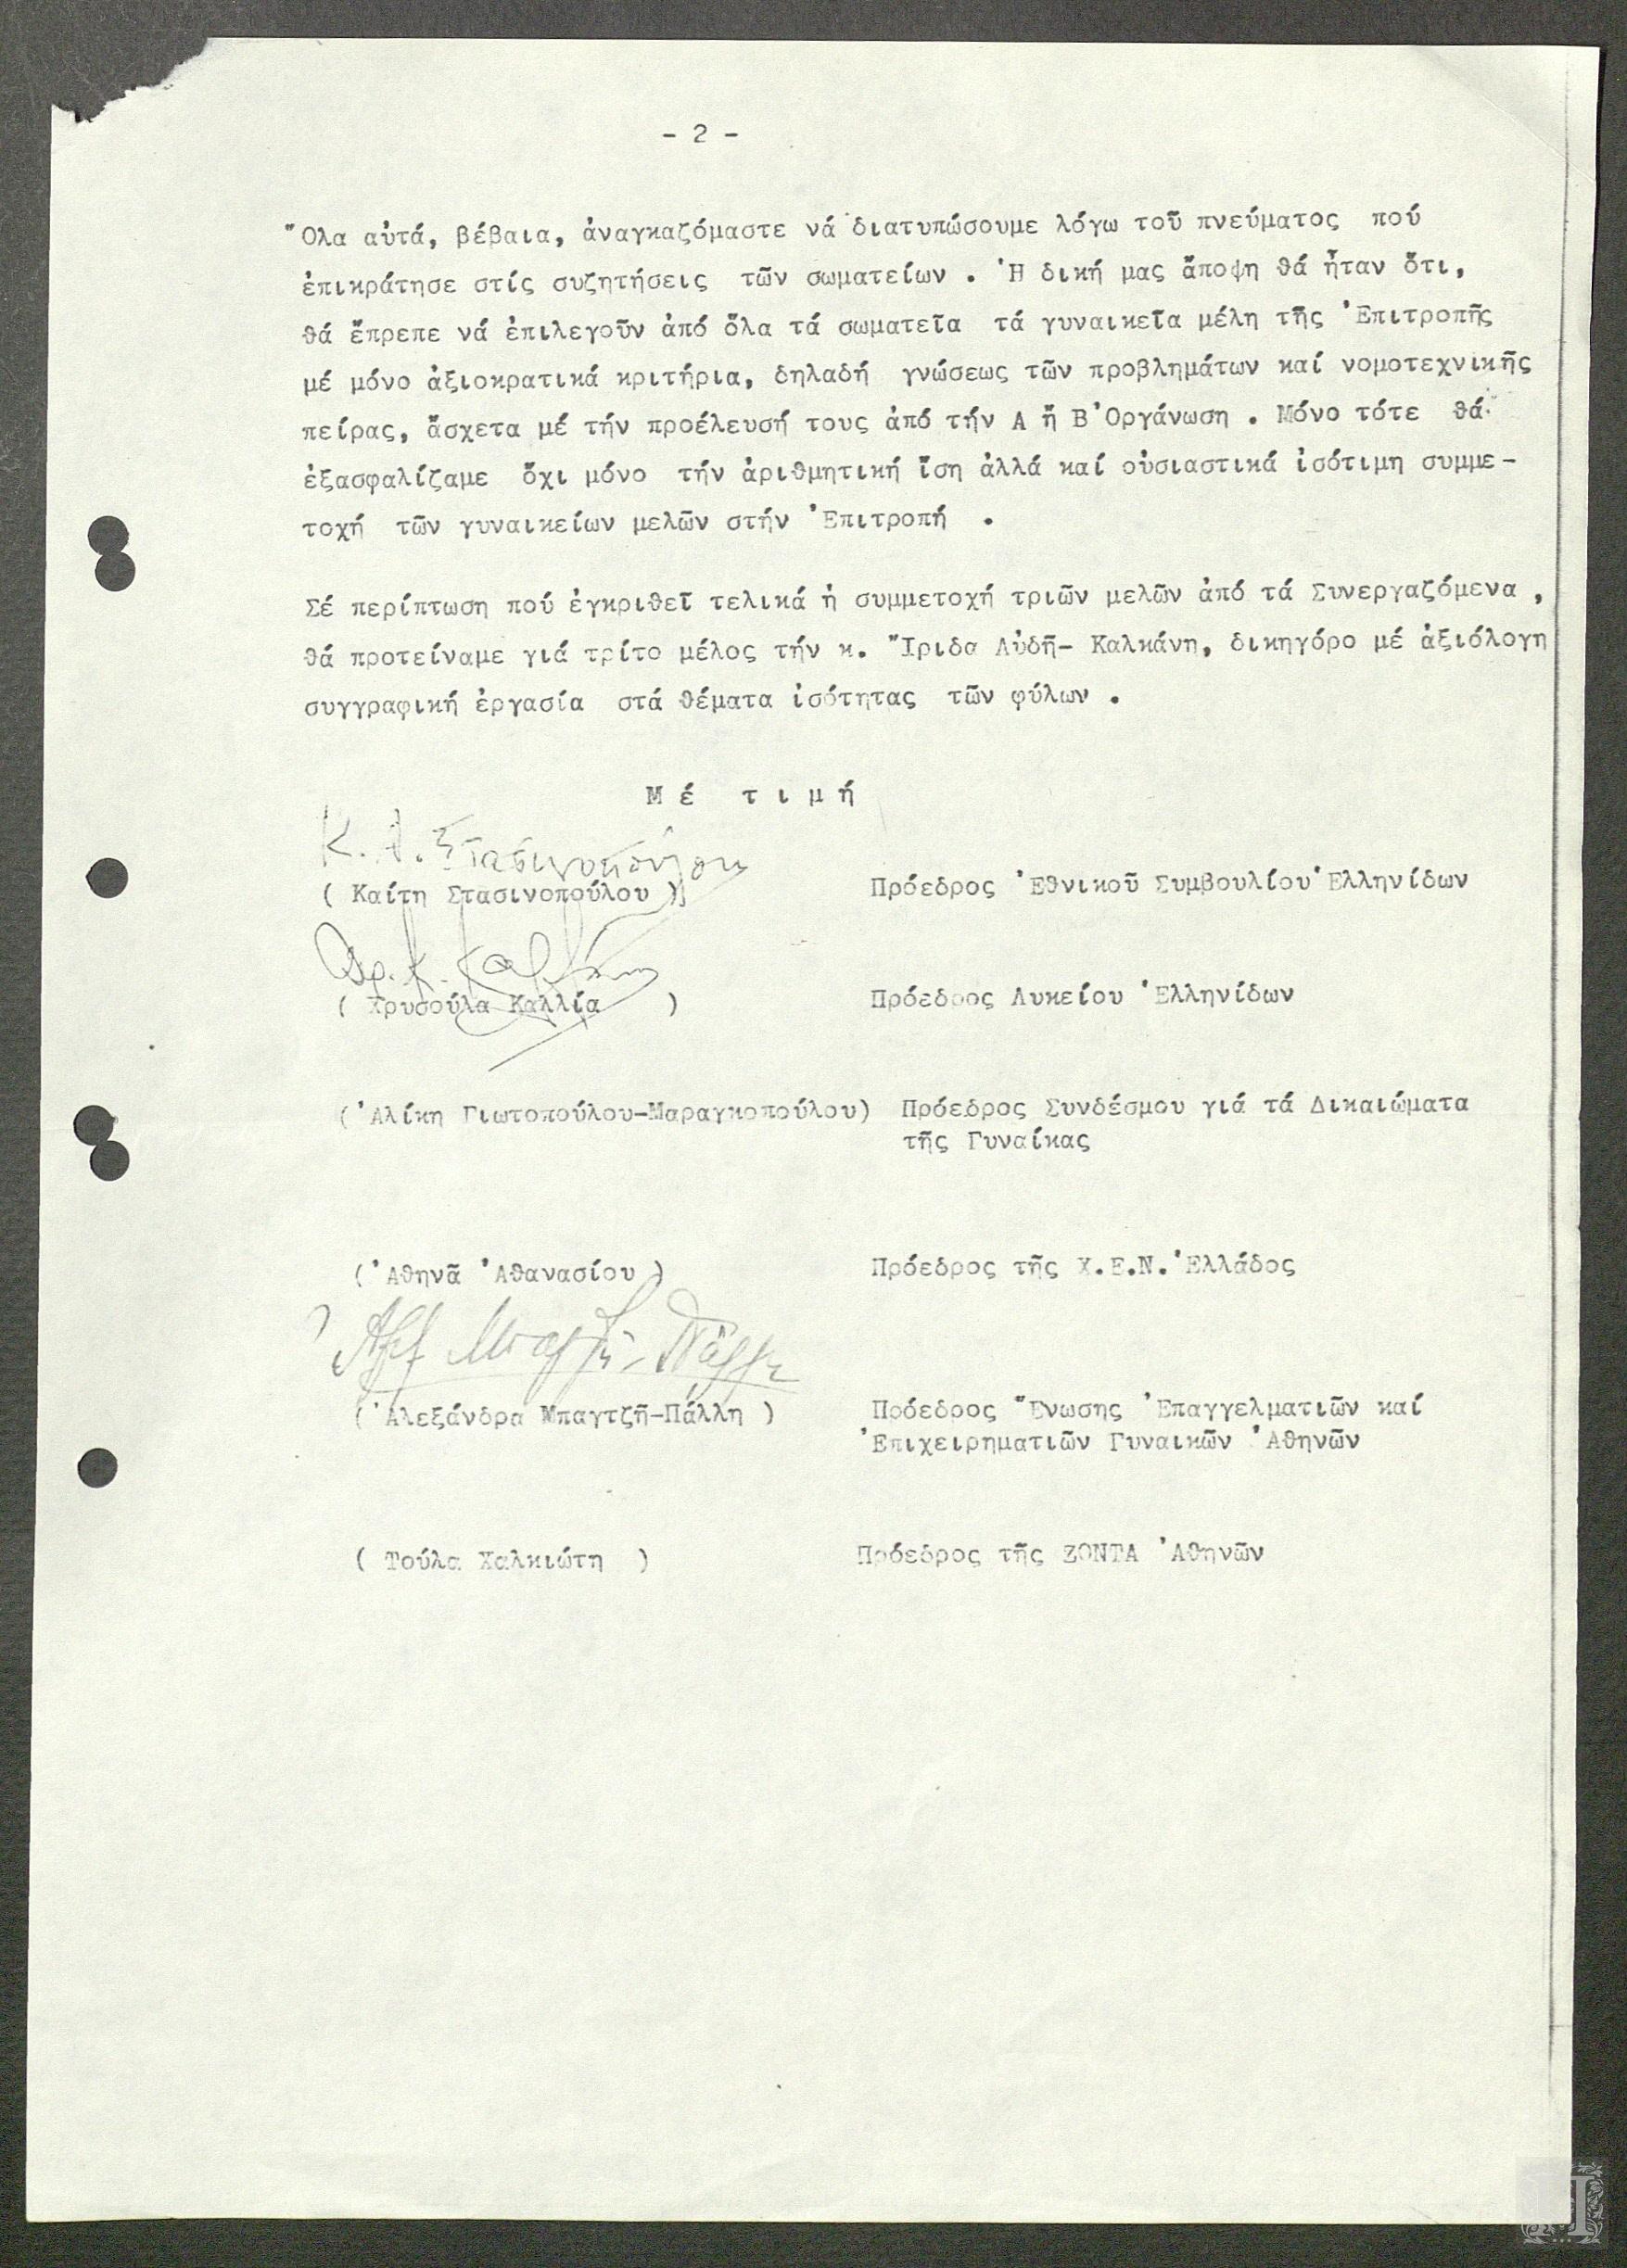 - 2 -
Ὅλα αὐτά, βέβαια, ἀναγκαζόμαστε νά διατυπώσουμε λόγω τοῦ πνεύματος πού
ἐπικράτησε στίς συζητήσεις τῶν σωματείων . Ἡ δική μας ἄποψη θά ἦταν ὅτι,
θά ἔπρεπε νά ἐπιλεγοῦν ἀπό ὅλα τά σωματεῖα τά γυναικεῖα μέλη τῆς Ἐπιτροπῆς
μέ μόνο ἀξιοκρατικά κριτήρια, δηλαδή γνώσεως τῶν προβλημάτων καί νομοτεχνικῆς
πείρας, ἄσχετα μέ τήν προέλευσή τους ἀπό τήν Α ἤ Β Ὀργάνωση . Μόνο τότε θά
ἐξασφαλίζαμε ὄχι μόνο τήν ἀριθμητική ἴση ἀλλά καί οὐσιαστικά ἰσότιμη συμμε-
τοχή τῶν γυναικείων μελῶν στήν Ἐπιτροπή .
Σέ περίπτωση πού ἐγκριθεῖ τελικά ἡ συμμετοχή τριῶν μελῶν ἀπό τά Συνεργαζόμενα ,
θά προτείναμε γιά τρίτο μέλος τήν κ. Ἴριδα Αὐδῆ- Καλκάνη, δικηγόρο μέ ἀξιόλογη
συγγραφική ἐργασία στά θέματα ἰσότητας τῶν φύλων .
Μέ τιμή
Κ. Α. Στασινοπούλου
( Καίτη Στασινοπούλου ) Πρόεδρος Ἐθνικοῦ Συμβουλίου Ἑλληνίδων
( Χρυσούλα Καλλία ) Πρόεδρος Λυκείου Ἑλληνίδων
(Ἀλίκη Γιωτοπούλου-Μαραγκοπούλου) Πρόεδρος Συνδέσμου γιά τά Δικαιώματα
τῆς Γυναίκας
(Ἀθηνᾶ Ἀθανασίου ) Πρόεδρος τῆς Χ.Ε.Ν. Ἑλλάδος
Ἀλεξ Μπαγτζῆ-Πάλλη
(Ἀλεξάνδρα Μπαγτζῆ-Πάλλη ) Πρόεδρος Ἕνωσης Ἐπαγγελματιῶν καί
Ἐπιχειρηματιῶν Γυναικῶν Ἀθηνῶν
( Τούλα Χαλκιώτη ) Πρόεδρος τῆς ΖΟΝΤΑ Ἀθηνῶν